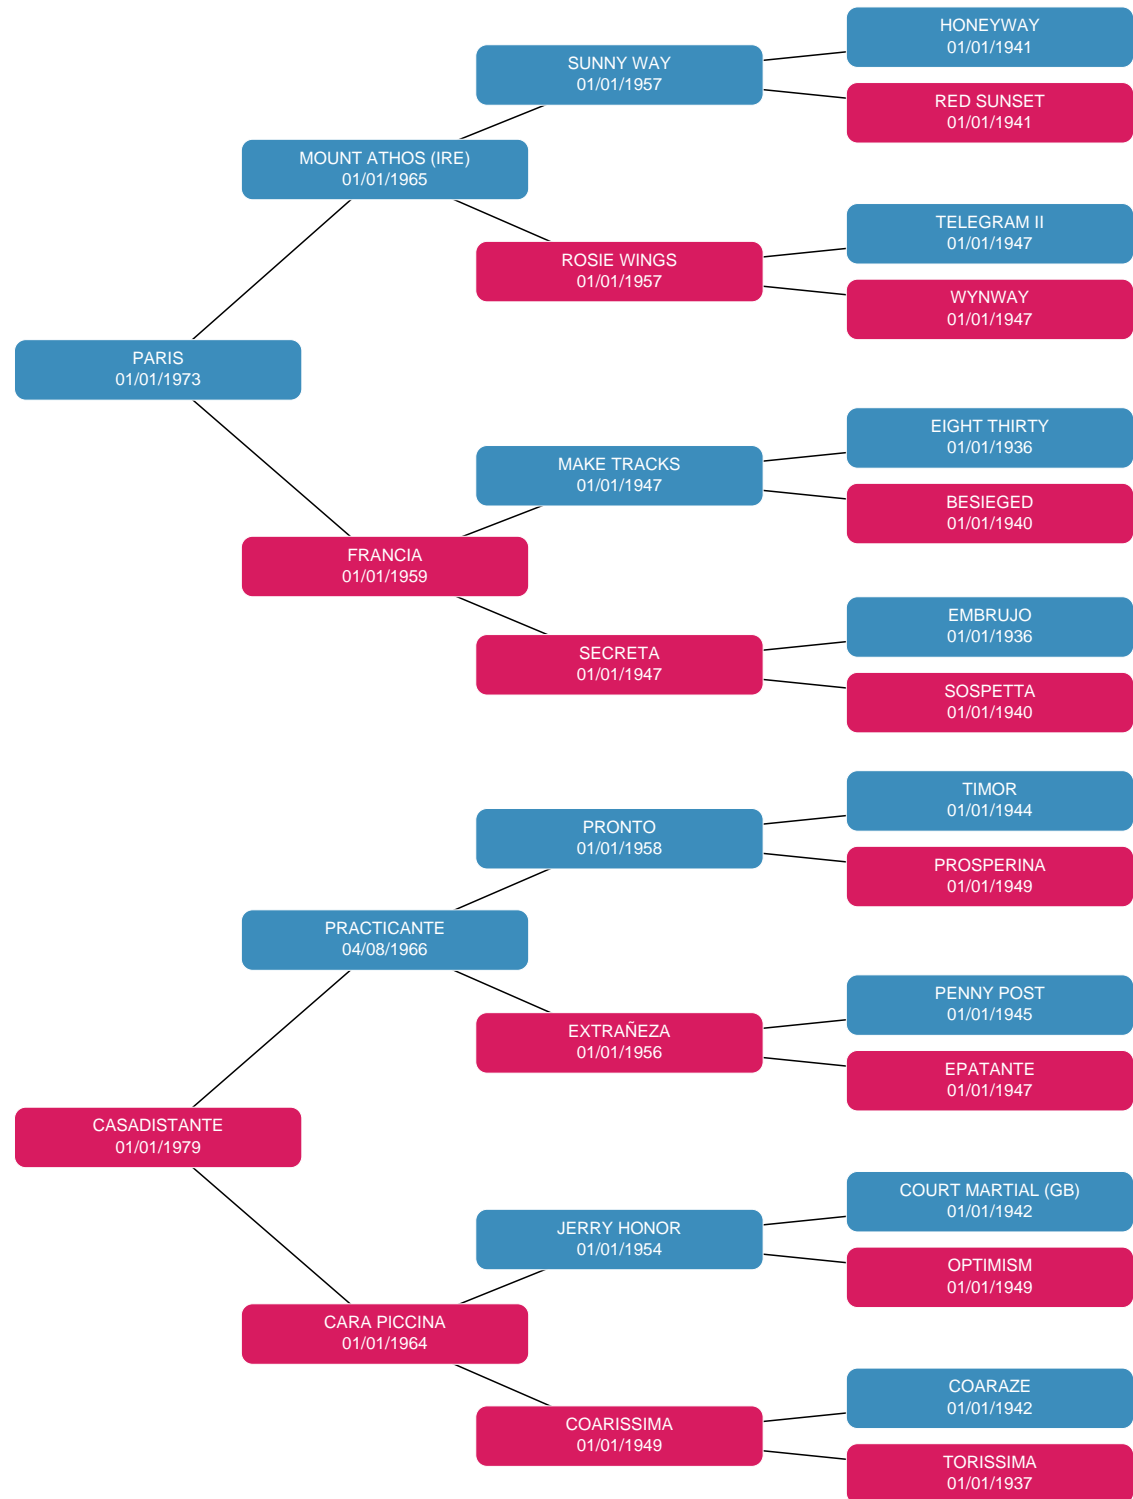 HONEYWAY
01/01/1941
SUNNY WAY
01/01/1957
RED SUNSET
01/01/1941
MOUNT ATHOS (IRE)
01/01/1965
TELEGRAM II
01/01/1947
ROSIE WINGS
01/01/1957
WYNWAY
01/01/1947
PARIS
01/01/1973
EIGHT THIRTY
01/01/1936
MAKE TRACKS
01/01/1947
BESIEGED
01/01/1940
FRANCIA
01/01/1959
EMBRUJO
01/01/1936
SECRETA
01/01/1947
SOSPETTA
01/01/1940
TIMOR
01/01/1944
PRONTO
01/01/1958
PROSPERINA
01/01/1949
PRACTICANTE
04/08/1966
PENNY POST
01/01/1945
EXTRAÑEZA
01/01/1956
EPATANTE
01/01/1947
CASADISTANTE
01/01/1979
COURT MARTIAL (GB)
01/01/1942
JERRY HONOR
01/01/1954
OPTIMISM
01/01/1949
CARA PICCINA
01/01/1964
COARAZE
01/01/1942
COARISSIMA
01/01/1949
TORISSIMA
01/01/1937